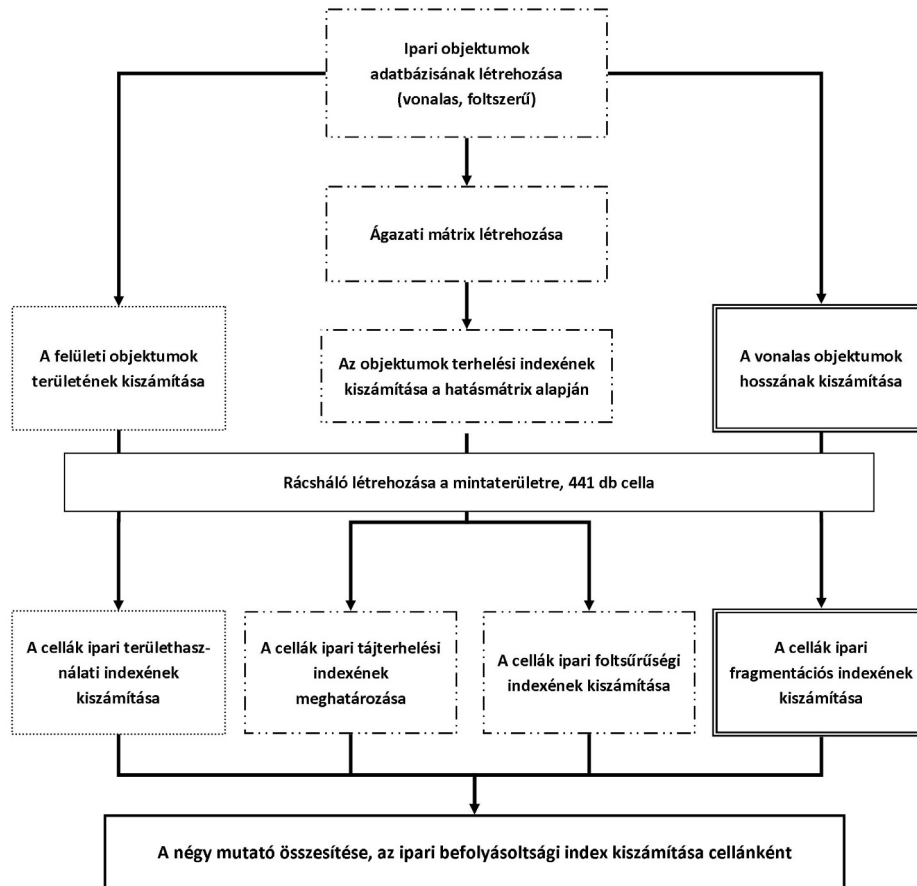 Ipari objektumok
adatbázisának létrehozása
(vonalas, foltszerű)
Ágazati mátrix létrehozása
A felületi objektumok
területének kiszámítása
Az objektumok terhelési indexének
kiszámítása a hatásmátrix alapján
A vonalas objektumok
hosszának kiszámítása
Rácsháló létrehozása a mintaterületre, 441 db cella
A cellák ipari területhasz-
nálati indexének
kiszámítása
A cellák ipari tájterhelési
indexének
meghatározása
A cellák ipari foltsűrűségi
indexének kiszámítása
A cellák ipari
fragmentációs indexének
kiszámítása
A négy mutató összesítése, az ipari befolyásoltsági index kiszámítása cellánként